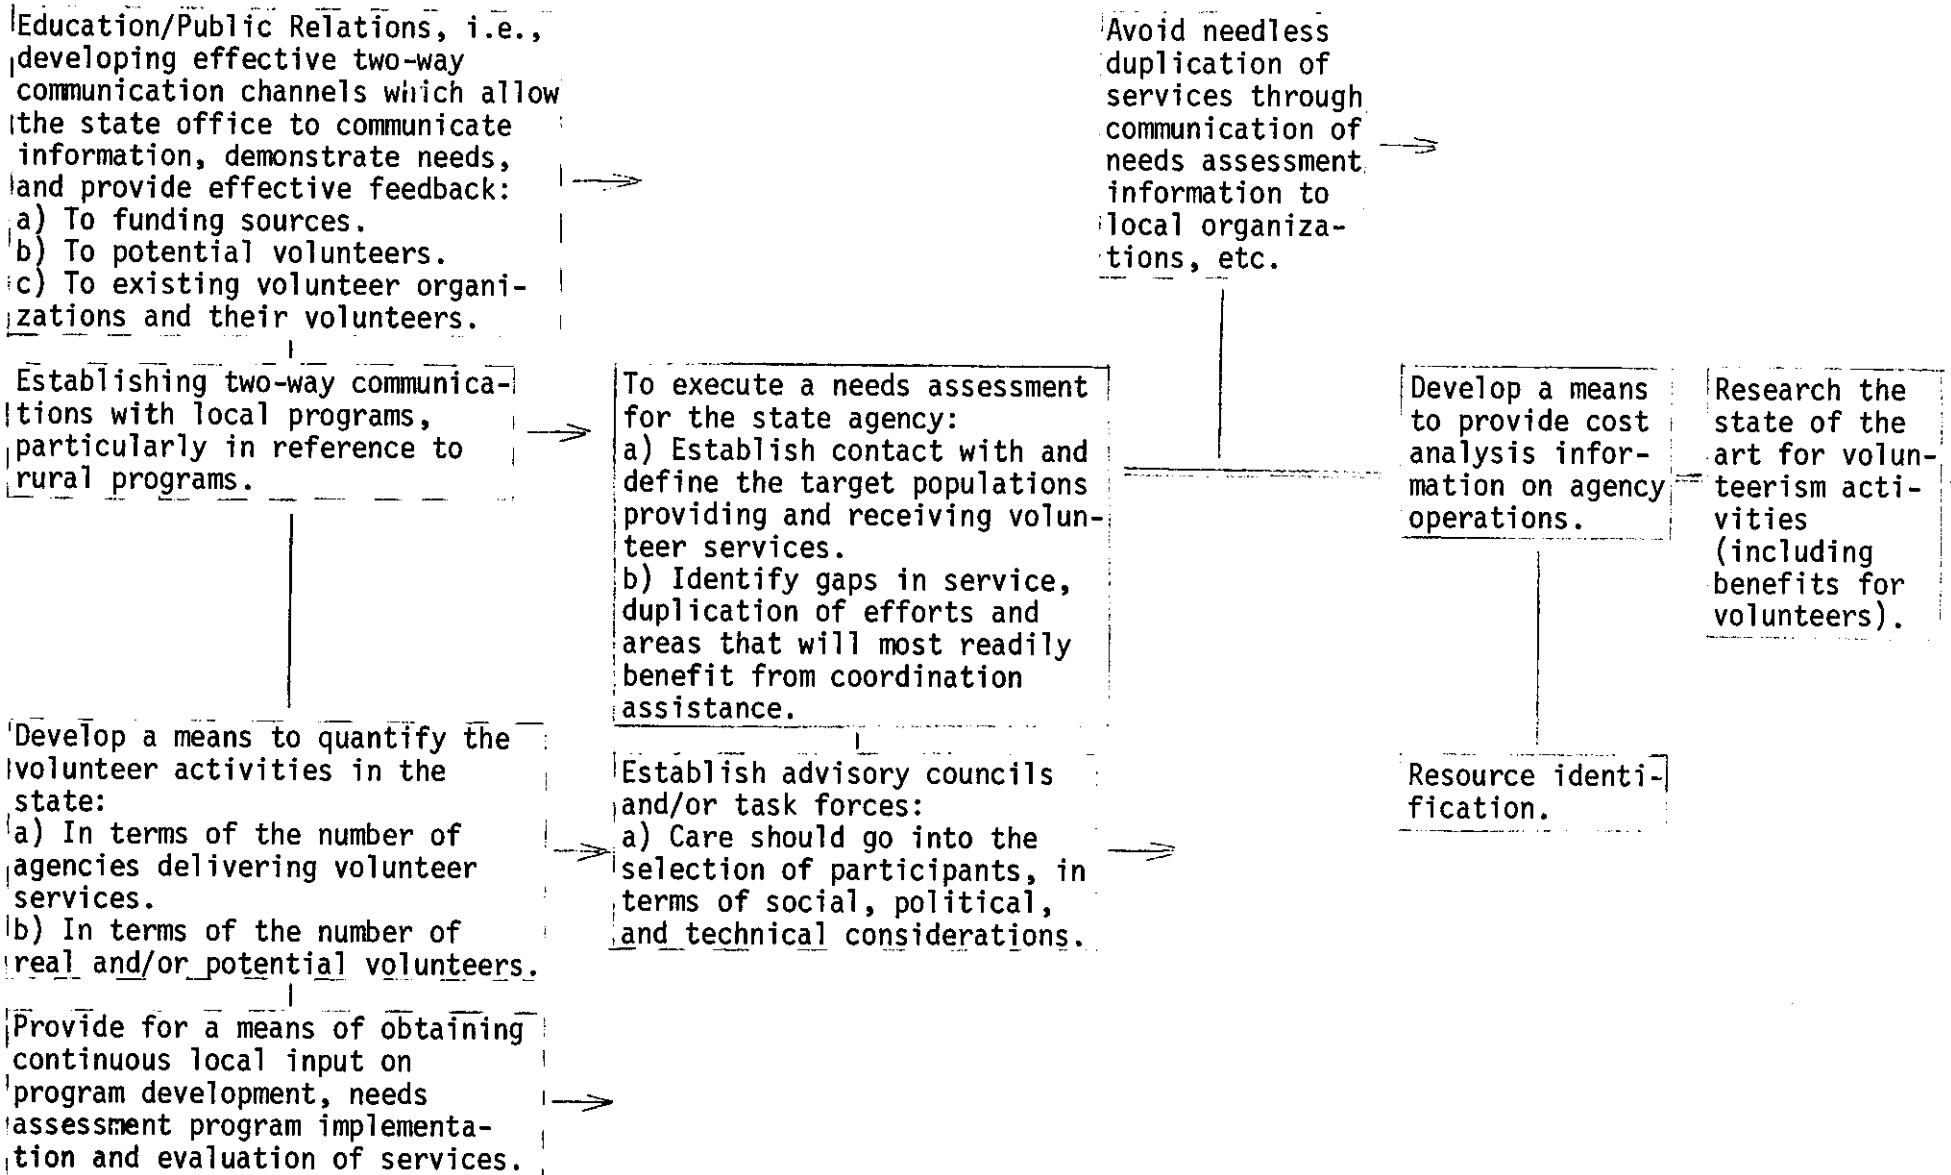 Education/Public Relations, i.e.,
developing effective two-way
communication channels which allow
the state office to communicate
information, demonstrate needs,
and provide effective feedback:
a) To funding sources.
b) To potential volunteers.
c) To existing volunteer organi-
zations and their volunteers.
Establishing two-way communica-
tions with local programs,
particularly in reference to
rural programs.
Develop a means to quantify the
volunteer activities in the
state:
a) In terms of the number of
agencies delivering volunteer
services.
b) In terms of the number of
real and/or potential volunteers.
Provide for a means of obtaining
continuous local input on
program development, needs
assessment program implementa-
tion and evaluation of services.
To execute a needs assessment
for the state agency:
a) Establish contact with and
define the target populations
providing and receiving volun-
teer services.
b) Identify gaps in service,
duplication of efforts and
areas that will most readily
benefit from coordination
assistance.
Establish advisory councils
and/or task forces:
a) Care should go into the
selection of participants, in
terms of social, political,
and technical considerations.
Avoid needless
duplication of
services through
communication of
needs assessment
information to
local organiza-
tions, etc.
Develop a means
to provide cost
analysis infor-
mation on agency
operations.
Resource identi-
fication.
Research the
state of the
art for volun-
teerism acti-
vities
(including
benefits for
volunteers).